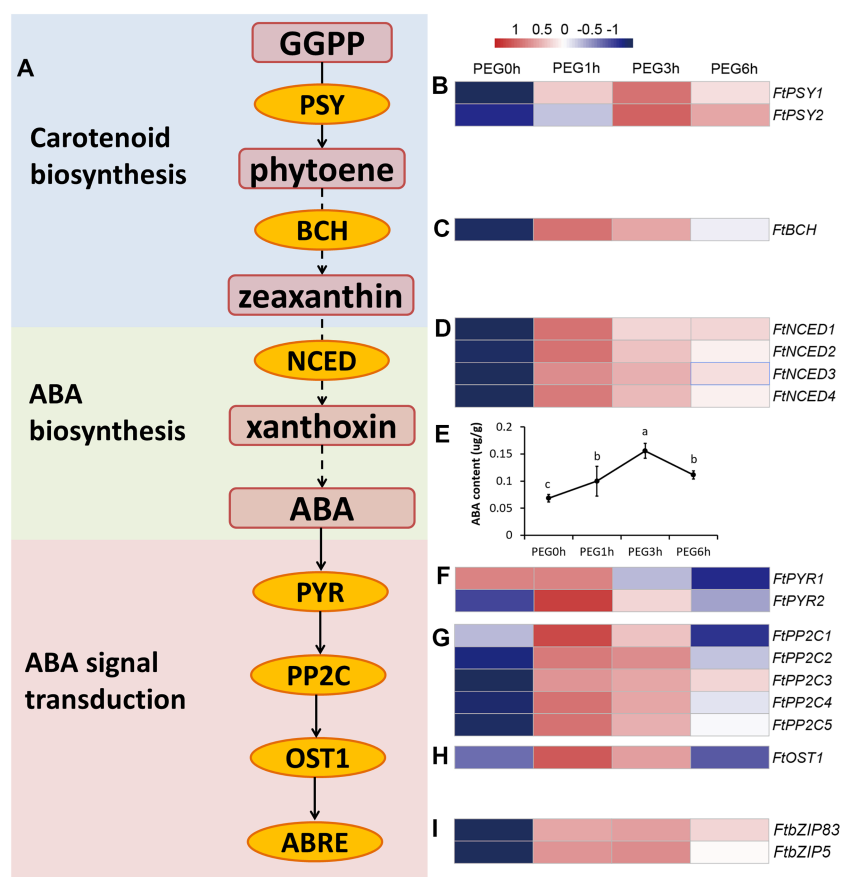 A
GGPP
PSY
Carotenoid
biosynthesis
phytoene
BCH
zeaxanthin
NCED
ABA
biosynthesis
xanthoxin
ABA
PYR
ABA signal
transduction
PP2C
OST1
ABRE
1 0.5 0 -0.5 -1
PEG0h PEG1h PEG3h PEG6h
B
FtPSY1
FtPSY2
C
FtBCH
D
FtNCED1
FtNCED2
FtNCED3
FtNCED4
E
ABA content (ug/g)
0.2
0.15
0.1
0.05
0
c
b
a
b
PEG0h PEG1h PEG3h PEG6h
F
FtPYR1
FtPYR2
G
FtPP2C1
FtPP2C2
FtPP2C3
FtPP2C4
FtPP2C5
H
FtOST1
I
FtbZIP83
FtbZIP5